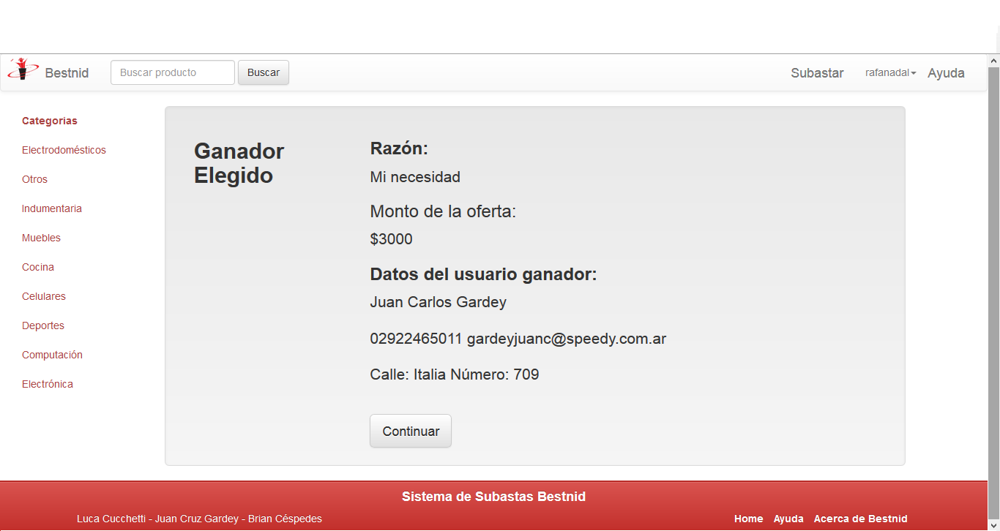 Bestnid Buscar producto Buscar Subastar rafanadal Ayuda
Categorías
Electrodomésticos
Otros
Indumentaria
Muebles
Cocina
Celulares
Deportes
Computación
Electrónica
Ganador
Elegido
Razón:
Mi necesidad
Monto de la oferta:
$3000
Datos del usuario ganador:
Juan Carlos Gardey
02922465011 gardeyjuanc@speedy.com.ar
Calle: Italia Número: 709
Continuar
Sistema de Subastas Bestnid
Luca Cucchetti - Juan Cruz Gardey - Brian Céspedes
Home Ayuda Acerca de Bestnid